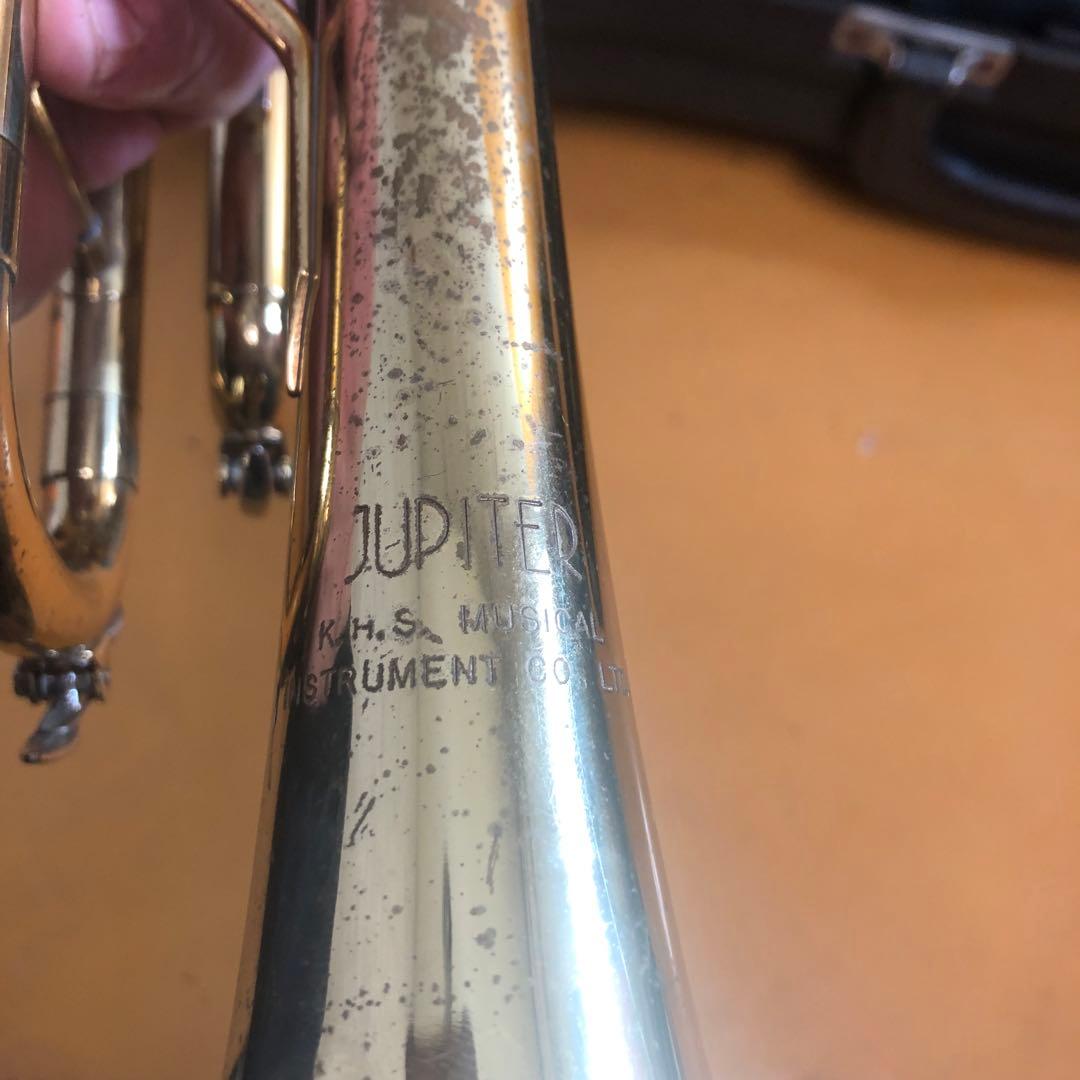 JUPITER
K.H.S. MUSICAL
INSTRUMENT CO. LTD.